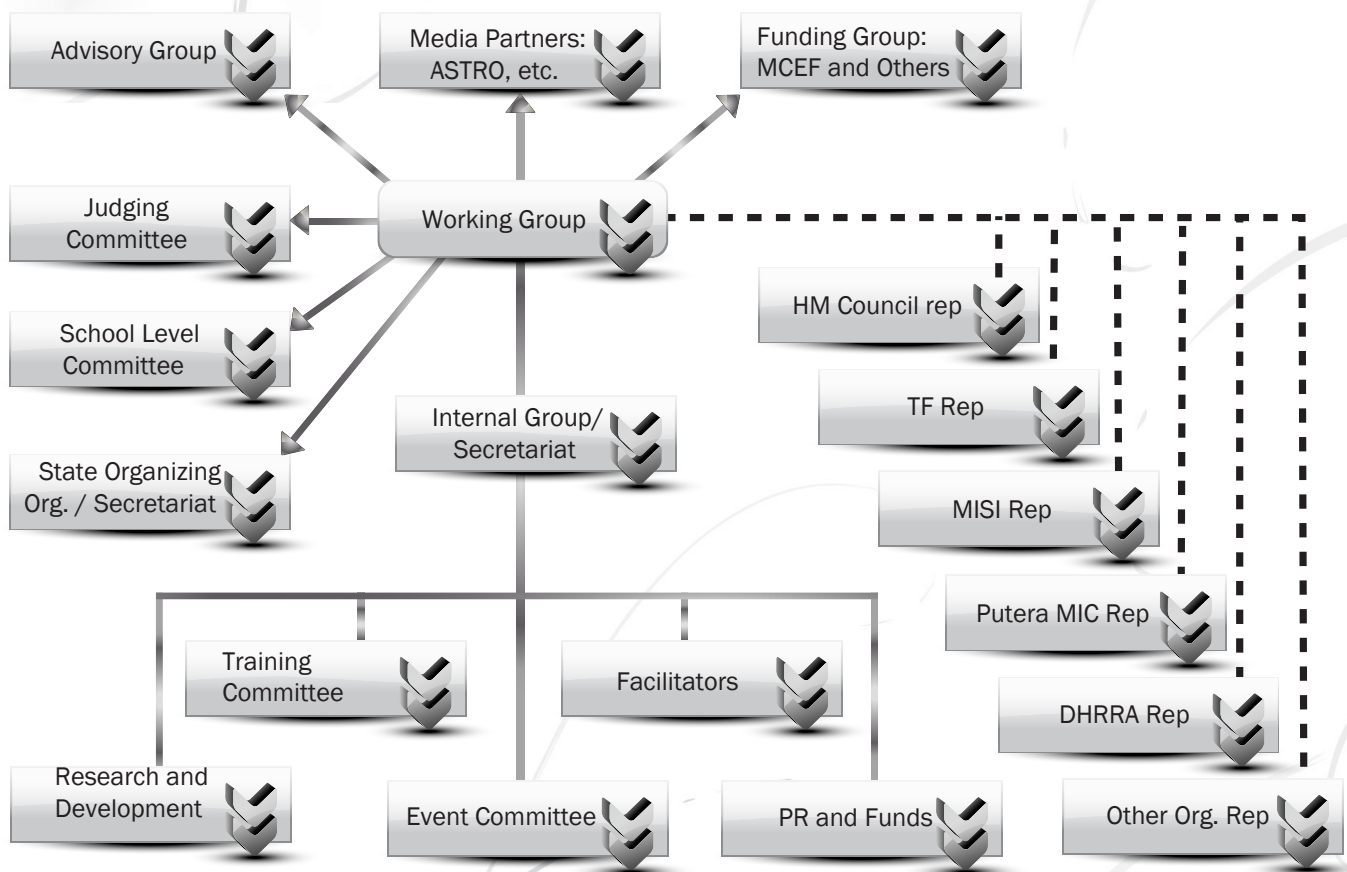 Advisory Group
Media Partners:
ASTRO, etc.
Funding Group:
MCEF and Others
Judging
Committee
Working Group
School Level
Committee
HM Council rep
TF Rep
Internal Group/
Secretariat
State Organizing
Org. / Secretariat
MISI Rep
Putera MIC Rep
Training
Committee
Facilitators
DHRRA Rep
Research and
Development
Event Committee
PR and Funds
Other Org. Rep